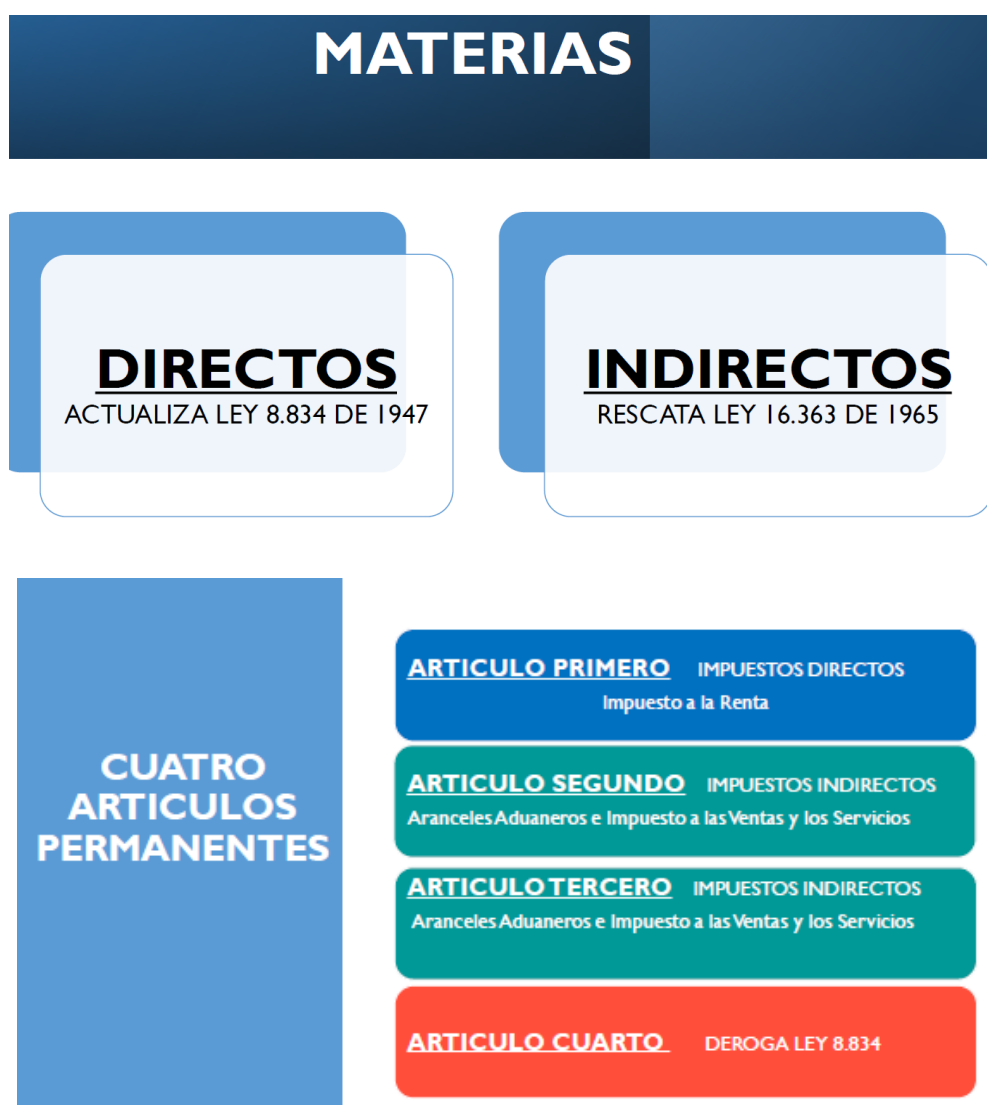 MATERIAS
DIRECTOS
ACTUALIZA LEY 8.834 DE 1947
INDIRECTOS
RESCATA LEY 16.363 DE 1965
CUATRO
ARTICULOS
PERMANENTES
ARTICULO PRIMERO IMPUESTOS DIRECTOS
Impuesto a la Renta
ARTICULO SEGUNDO IMPUESTOS INDIRECTOS
Aranceles Aduaneros e Impuesto a las Ventas y los Servicios
ARTICULO TERCERO IMPUESTOS INDIRECTOS
Aranceles Aduaneros e Impuesto a las Ventas y los Servicios
ARTICULO CUARTO DEROGA LEY 8.834